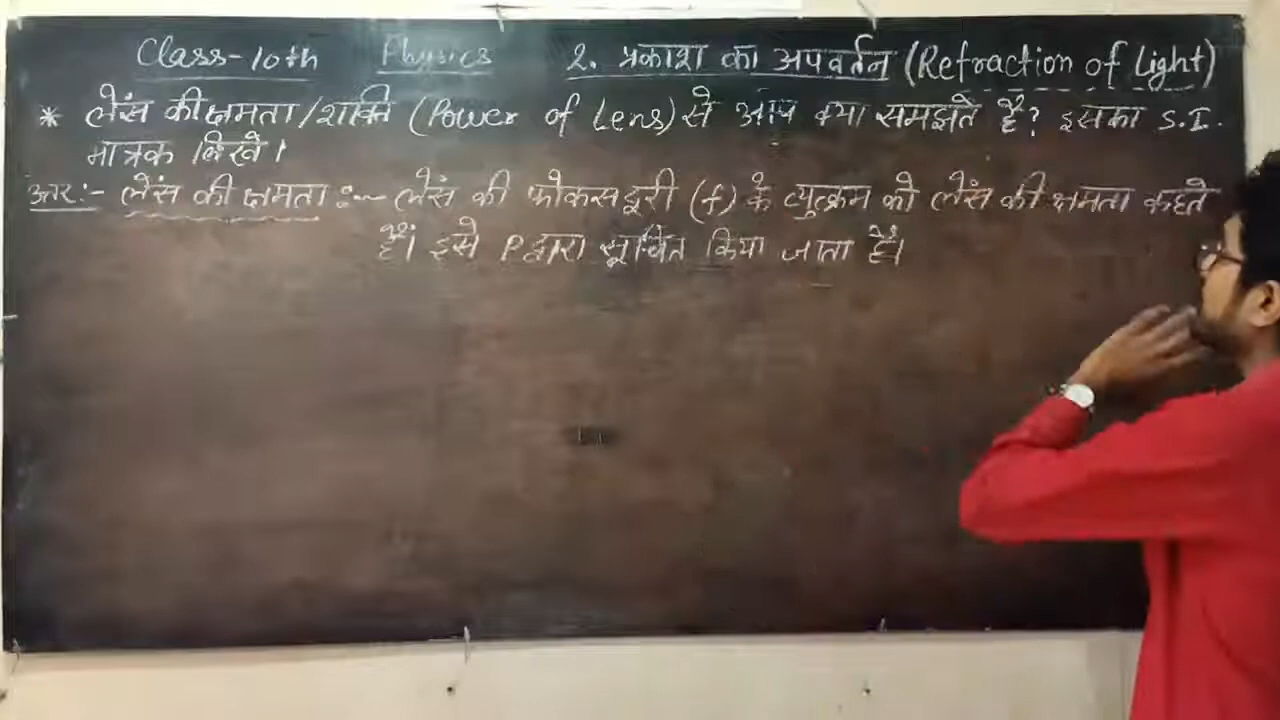 Class-10th Physics 2. प्रकाश का अपवर्तन (Refraction of Light)
* लेंस की क्षमता/शक्ति (Power of Lens) से आप क्या समझते हैं? इसका S.I.
मात्रक लिखें।
उत्तर:- लेंस की क्षमता :- लेंस की फोकस दूरी (f) के व्युत्क्रम को लेंस की क्षमता कहते
हैं। इसे P द्वारा सूचित किया जाता है।